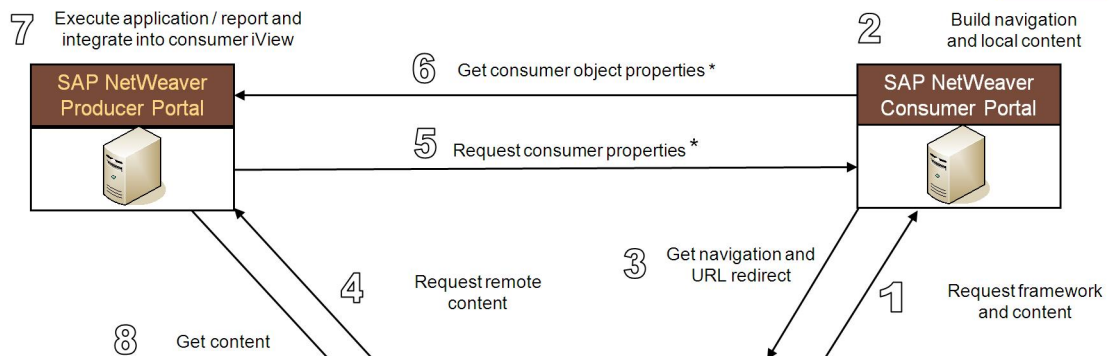 7
Execute application / report and
integrate into consumer iView
2
Build navigation
and local content
SAP NetWeaver
Producer Portal
6
Get consumer object properties *
SAP NetWeaver
Consumer Portal
5
Request consumer properties *
3
Get navigation and
URL redirect
4
Request remote
content
1
Request framework
and content
8
Get content